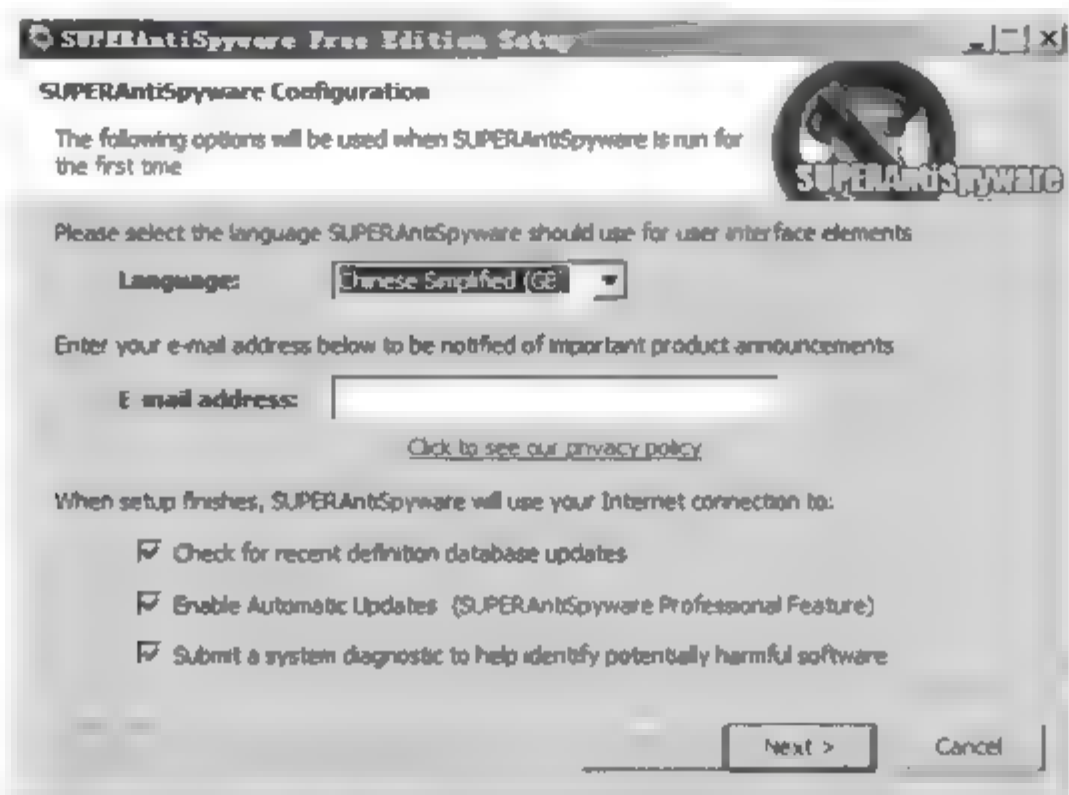 SUPERAntiSpyware Free Edition Setup
SUPERAntiSpyware Configuration
The following options will be used when SUPERAntiSpyware is run for
the first time
SUPERAntiSpyware
Please select the language SUPERAntiSpyware should use for user interface elements
Language:
Chinese Simplified (GB)
Enter your e-mail address below to be notified of important product announcements
E-mail address:
Click to see our privacy policy
When setup finishes, SUPERAntiSpyware will use your Internet connection to:
Check for recent definition database updates
Enable Automatic Updates (SUPERAntiSpyware Professional Feature)
Submit a system diagnostic to help identify potentially harmful software
Next >
Cancel